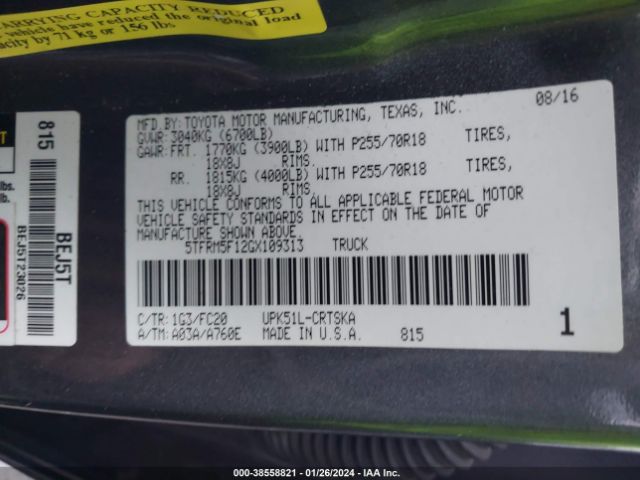 ARRYING CAPACITY REDUCED
vehicle have reduced the original load
acity by 71 kg or 156 lbs
815
BEJ5T
BEJ5T23026
lbs.
lb.
MFD BY: TOYOTA MOTOR MANUFACTURING, TEXAS, INC. 08/16
GVWR: 3040KG (6700LB)
GAWR: FRT. 1770KG (3900LB) WITH P255/70R18 TIRES,
18X8J RIMS.
RR. 1815KG (4000LB) WITH P255/70R18 TIRES,
18X8J RIMS
THIS VEHICLE CONFORMS TO ALL APPLICABLE FEDERAL MOTOR
VEHICLE SAFETY STANDARDS IN EFFECT ON THE DATE OF
MANUFACTURE SHOWN ABOVE.
5TFRM5F12GX109313 TRUCK
C/TR: 1G3/FC20 UPK51L-CRTSKA
A/TM: A03A/A760E MADE IN U.S.A. 815
1
000-38558821 - 01/26/2024 - IAA Inc.